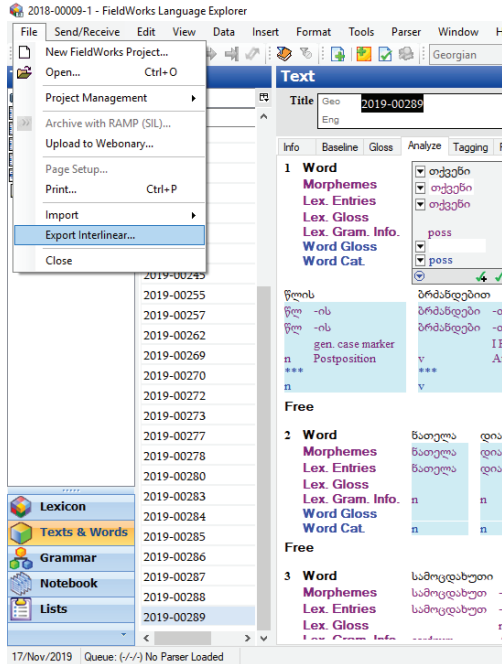 2018-00009-1 - FieldWorks Language Explorer
File Send/Receive Edit View Data Insert Format Tools Parser Window
New FieldWorks Project...
Open... Ctrl+O
Project Management
Archive with RAMP (SIL)...
Upload to Webonary...
Page Setup...
Print... Ctrl+P
Import
Export Interlinear...
Close
Georgian
Text
Title Geo 2019-00289
Eng
Info Baseline Gloss Analyze Tagging
1 Word თქვენი
Morphemes თქვენი
Lex. Entries თქვენი
Lex. Gloss
Lex. Gram. Info. poss
Word Gloss
Word Cat. poss
წლის ბრძანდებით
წლ -ის ბრძანდები
წლ -ის ბრძანდები
gen. case marker
n Postposition v
*** ***
n v
Free
2 Word წათელა
Morphemes წათელა
Lex. Entries წათელა
Lex. Gloss
Lex. Gram. Info. n n
Word Gloss
Word Cat. n n
Free
3 Word სამოცდახუთი
Morphemes სამოცდახუთ
Lex. Entries სამოცდახუთ
Lex. Gloss
2019-00245
2019-00255
2019-00257
2019-00262
2019-00269
2019-00270
2019-00272
2019-00273
2019-00277
2019-00278
2019-00280
2019-00283
2019-00284
2019-00285
2019-00286
2019-00287
2019-00288
2019-00289
Lexicon
Texts & Words
Grammar
Notebook
Lists
17/Nov/2019 Queue: (-/-/-) No Parser Loaded